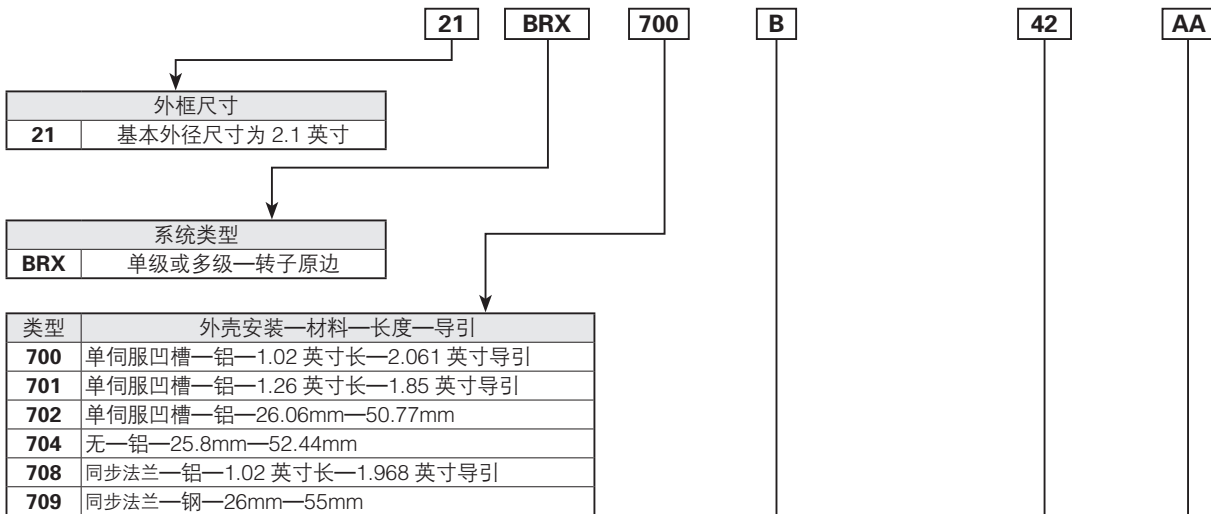 21 BRX 700 B 42 AA
外框尺寸
21 基本外径尺寸为 2.1 英寸
系统类型
BRX 单级或多级—转子原边
类型 外壳安装—材料—长度—导引
700 单伺服凹槽—铝—1.02 英寸长—2.061 英寸导引
701 单伺服凹槽—铝—1.26 英寸长—1.85 英寸导引
702 单伺服凹槽—铝—26.06mm—50.77mm
704 无—铝—25.8mm—52.44mm
708 同步法兰—铝—1.02 英寸长—1.968 英寸导引
709 同步法兰—钢—26mm—55mm